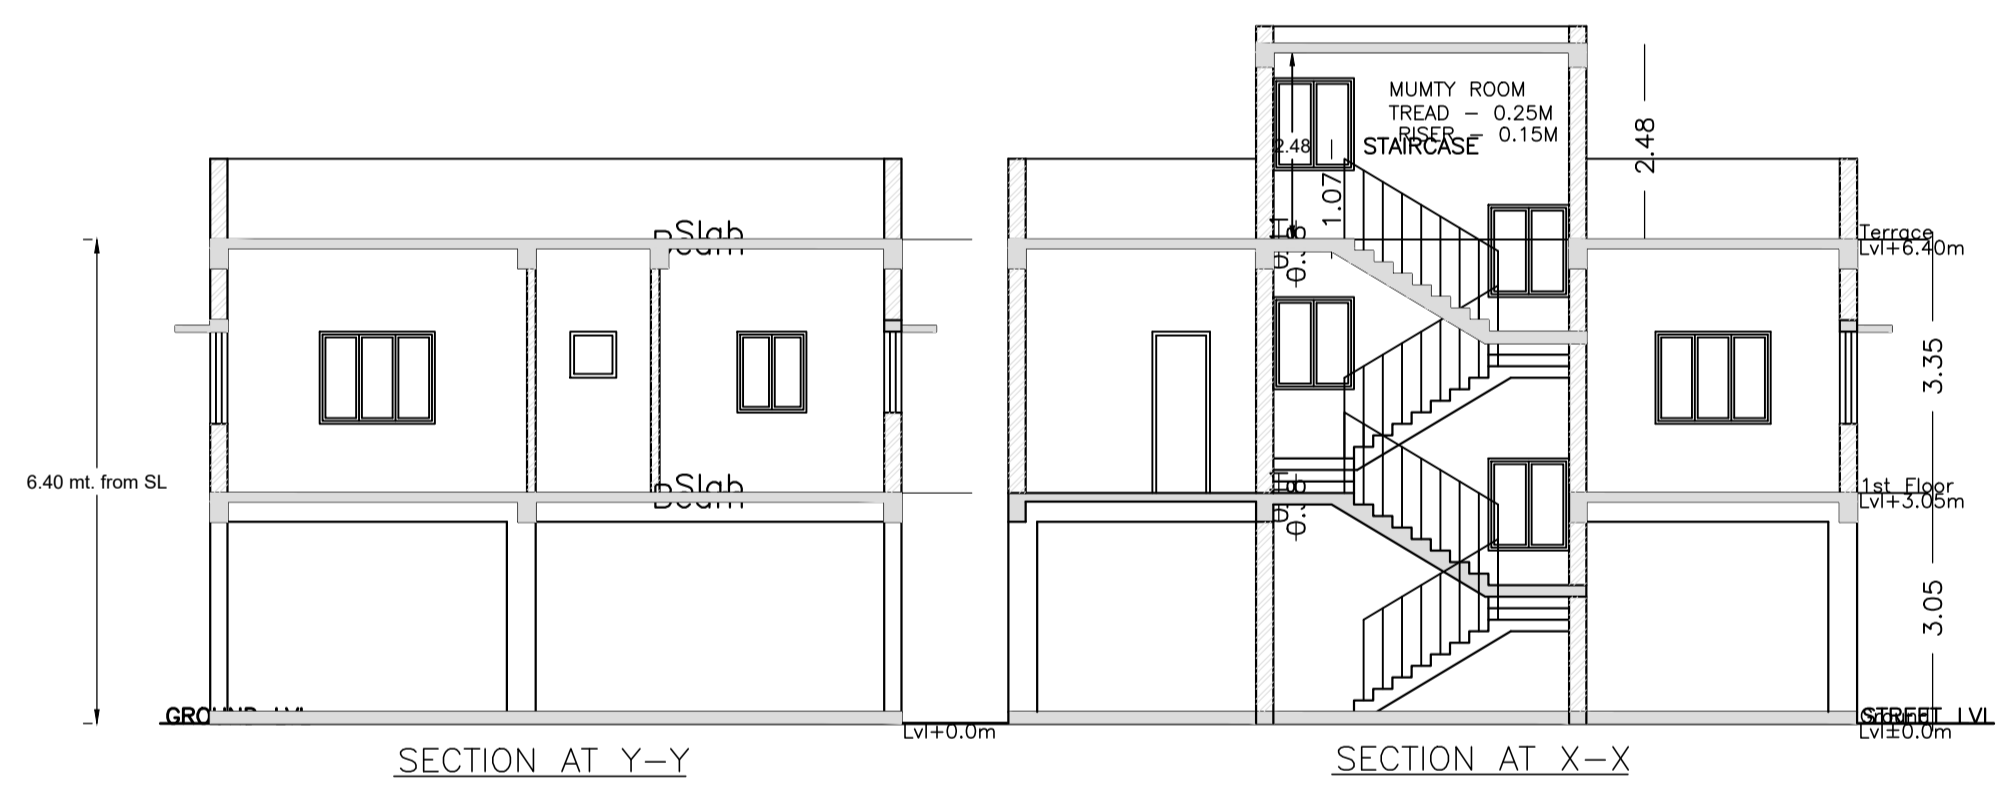 MUMTY ROOM
TREAD - 0.25M
RISER - 0.15M
STAIRCASE
2.48
1.07
2.48
Slab
Terrace
Lvl+6.40m
3.35
6.40 mt. from SL
Slab
1st Floor
Lvl+3.05m
3.05
STREET LVL
Lvl+0.0m
Lvl±0.0m
SECTION AT Y-Y
SECTION AT X-X